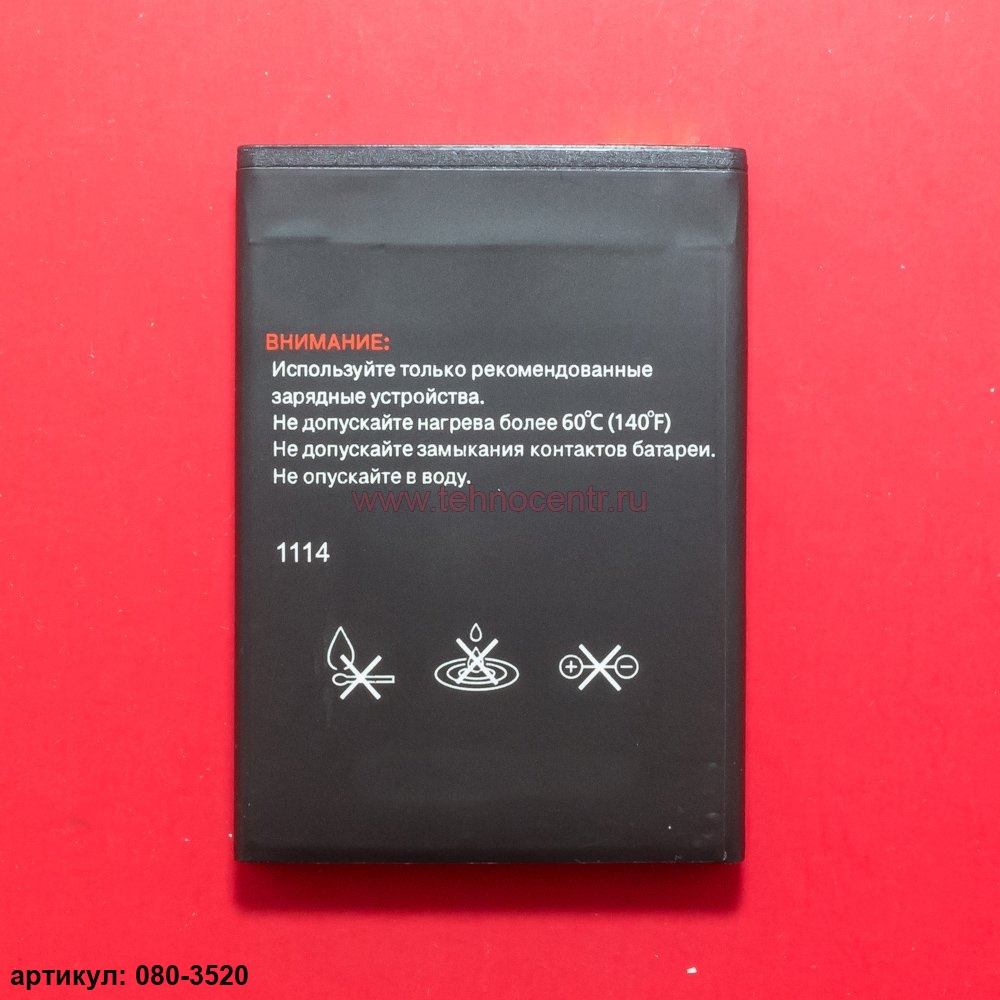 ВНИМАНИЕ:
Используйте только рекомендованные
зарядные устройства.
Не допускайте нагрева более 60°C (140°F)
Не допускайте замыкания контактов батареи.
Не опускайте в воду.
www.tehnocentr.ru
1114
артикул: 080-3520